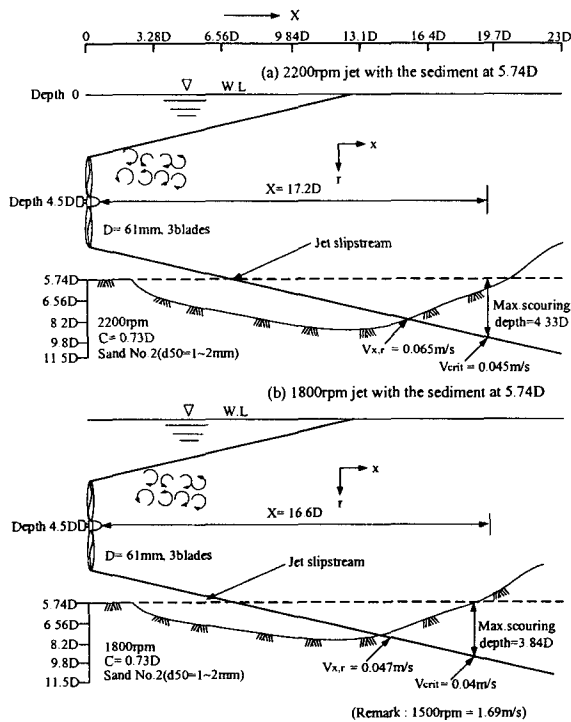 X
0 3.28D 6.56D 9.84D 13.1D 16.4D 19.7D 23D
(a) 2200rpm jet with the sediment at 5.74D
Depth 0
W.L
x
r
X= 17.2D
Depth 4.5D
D= 61mm, 3blades
Jet slipstream
5.74D
6.56D
8.2D
9.8D
11.5D
2200rpm
C= 0.73D
Sand No.2(d50=1~2mm)
Max.scouring
depth=4.33D
Vx,r = 0.065m/s
Vcrit = 0.045m/s
(b) 1800rpm jet with the sediment at 5.74D
W.L
x
r
X= 16.6D
Depth 4.5D
D= 61mm, 3blades
Jet slipstream
5.74D
6.56D
8.2D
9.8D
11.5D
1800rpm
C= 0.73D
Sand No.2(d50=1~2mm)
Max.scouring
depth=3.84D
Vx,r = 0.047m/s
Vcrit = 0.04m/s
(Remark : 1500rpm = 1.69m/s)